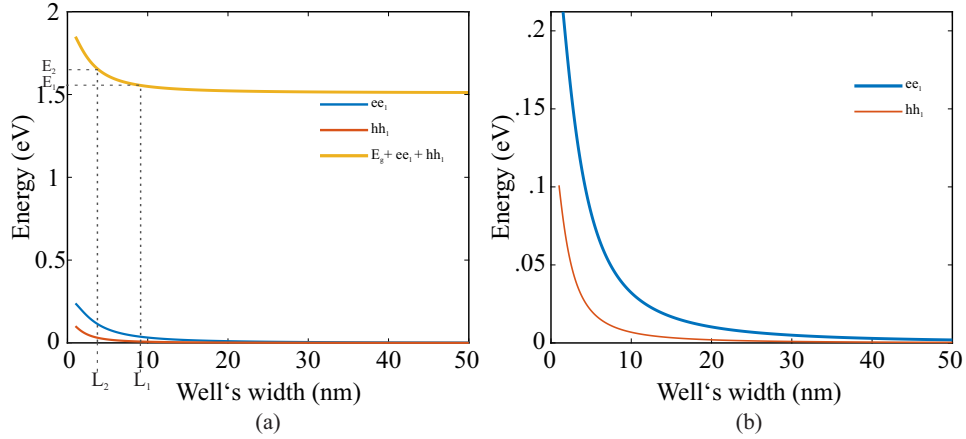 2
1.5
1
0.5
0
E₂
E₁
Energy (eV)
ee₁
hh₁
E_g + ee₁ + hh₁
0 10 20 30 40 50
L₂ L₁
Well‘s width (nm)
(a)
.2
.15
.1
.05
0
Energy (eV)
ee₁
hh₁
0 10 20 30 40 50
Well‘s width (nm)
(b)